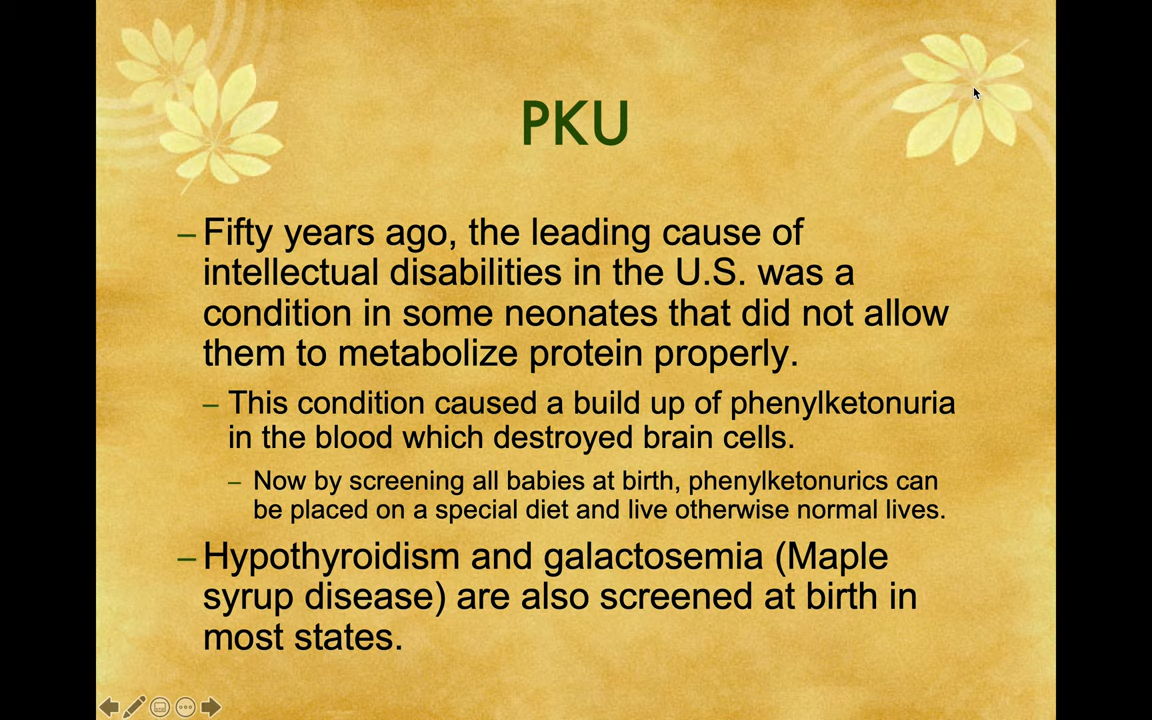 PKU
– Fifty years ago, the leading cause of
intellectual disabilities in the U.S. was a
condition in some neonates that did not allow
them to metabolize protein properly.
– This condition caused a build up of phenylketonuria
in the blood which destroyed brain cells.
– Now by screening all babies at birth, phenylketonurics can
be placed on a special diet and live otherwise normal lives.
– Hypothyroidism and galactosemia (Maple
syrup disease) are also screened at birth in
most states.